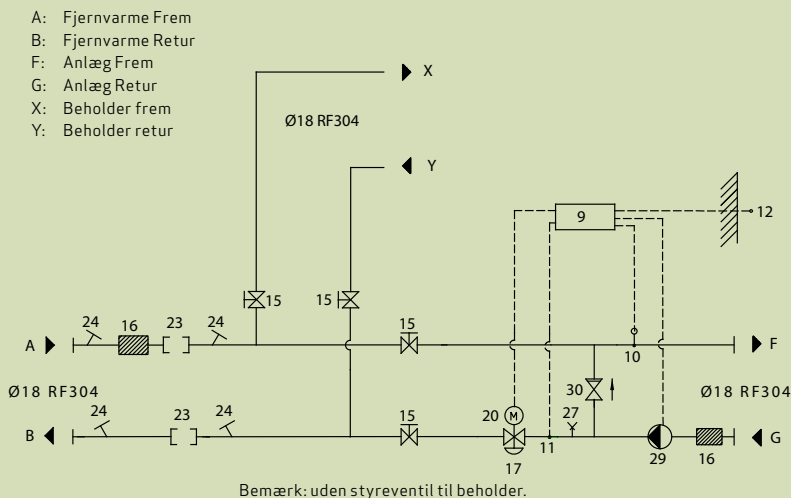 A: Fjernvarme Frem
B: Fjernvarme Retur
F: Anlæg Frem
G: Anlæg Retur
X: Beholder frem
Y: Beholder retur
X
Ø18 RF304
Y
9
12
15
15
24
16
23
24
15
A
F
10
Ø18 RF304
30
Ø18 RF304
24
23
24
15
20
M
27
B
G
11
17
29
16
Bemærk: uden styreventil til beholder.